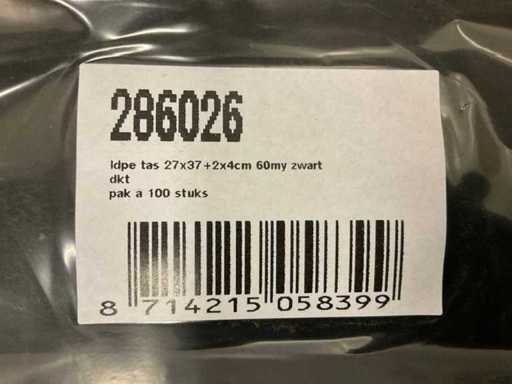 286026
ldpe tas 27x37+2x4cm 60my zwart
dkt
pak a 100 stuks
8 714215 058399